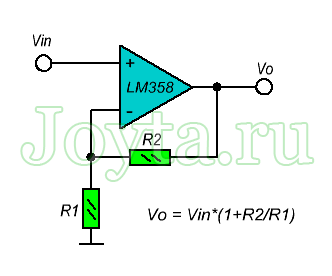 Vin
Vo
+
LM358
-
Joyta.ru
R2
R1
Vo = Vin*(1+R2/R1)